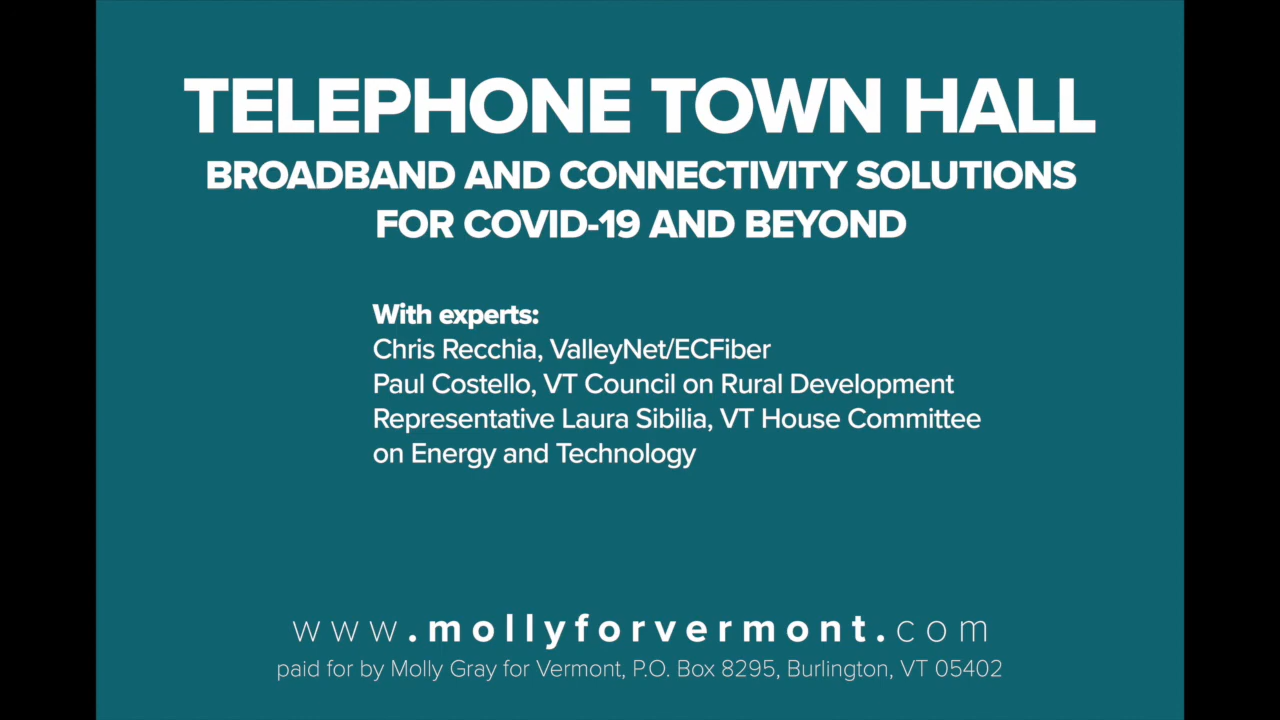 TELEPHONE TOWN HALL
BROADBAND AND CONNECTIVITY SOLUTIONS
FOR COVID-19 AND BEYOND
With experts:
Chris Recchia, ValleyNet/ECFiber
Paul Costello, VT Council on Rural Development
Representative Laura Sibilia, VT House Committee
on Energy and Technology
www.mollyforvermont.com
paid for by Molly Gray for Vermont, P.O. Box 8295, Burlington, VT 05402